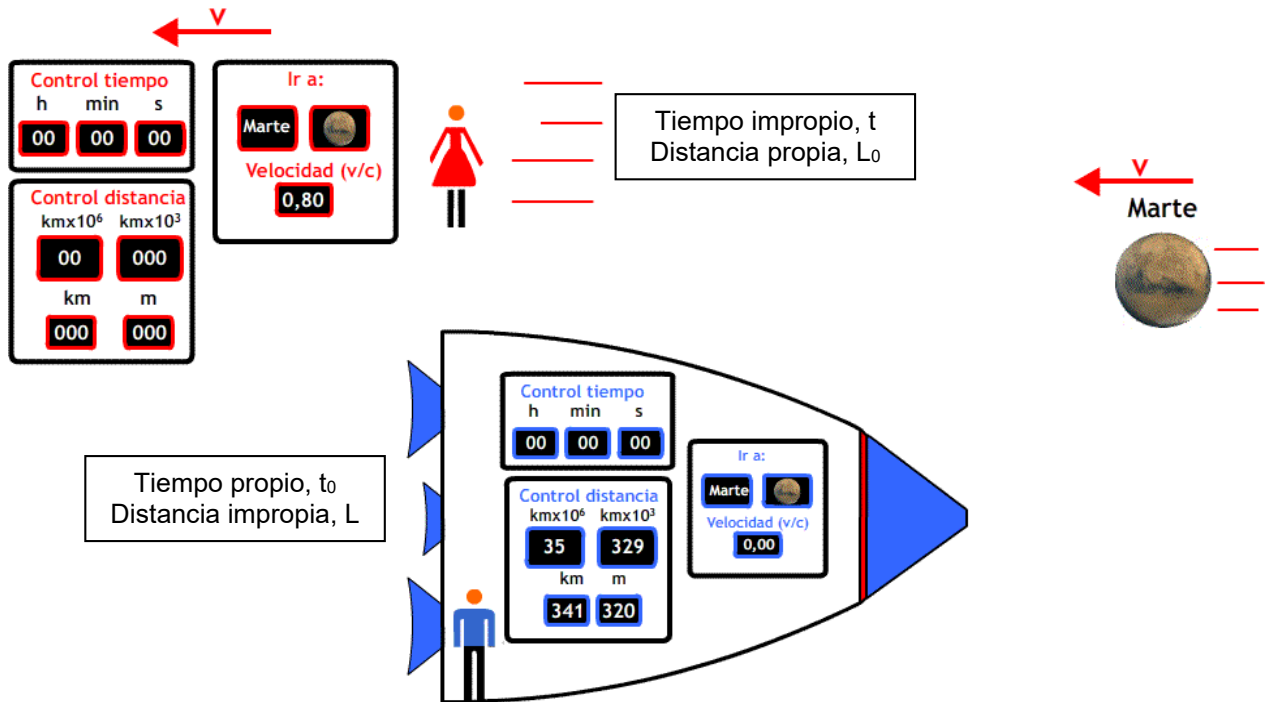 v
Control tiempo
h min s
00 00 00
Ir a:
Marte
Velocidad (v/c)
0,80
Control distancia
kmx10⁶ kmx10³
00 000
km m
000 000
Tiempo impropio, t
Distancia propia, L₀
v
Marte
Tiempo propio, t₀
Distancia impropia, L
Control tiempo
h min s
00 00 00
Control distancia
kmx10⁶ kmx10³
35 329
km m
341 320
Ir a:
Marte
Velocidad (v/c)
0,00